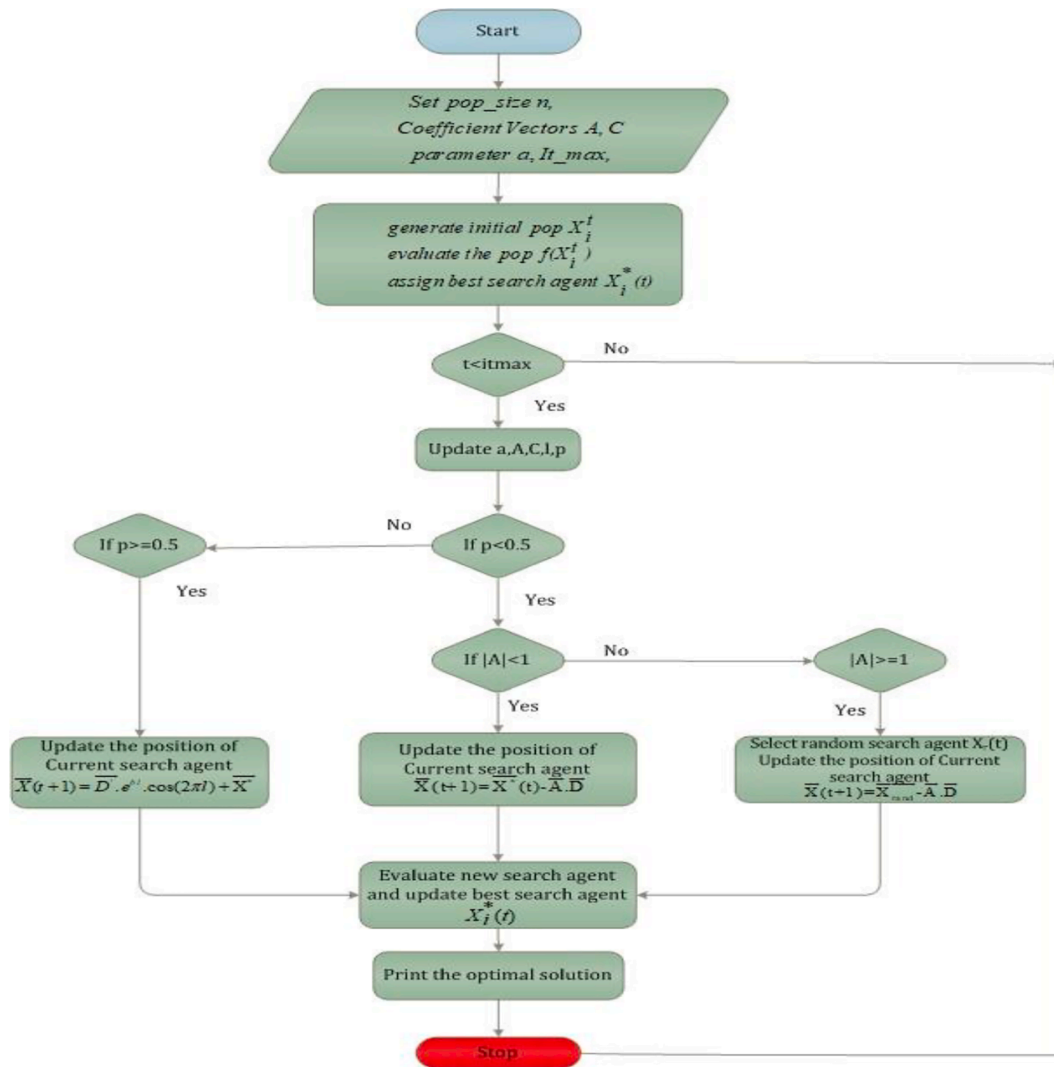 Start
Set pop_size n,
Coefficient Vectors A, C
parameter a, It_max,
generate initial pop X_i^t
evaluate the pop f(X_i^t)
assign best search agent X_i^*(t)
t<itmax
No
Yes
Update a,A,C,l,p
If p>=0.5
No
If p<0.5
Yes
Yes
If |A|<1
No
|A|>=1
Yes
Yes
Update the position of
Current search agent
X̅(t+1)=D̅'.e^{bl}.cos(2πl)+X̅*
Update the position of
Current search agent
X̅(t+1)=X̅*(t)-A̅.D̅
Select random search agent X_r(t)
Update the position of Current
search agent
X̅(t+1)=X̅_rand-A̅.D̅
Evaluate new search agent
and update best search agent
X_i^*(t)
Print the optimal solution
Stop